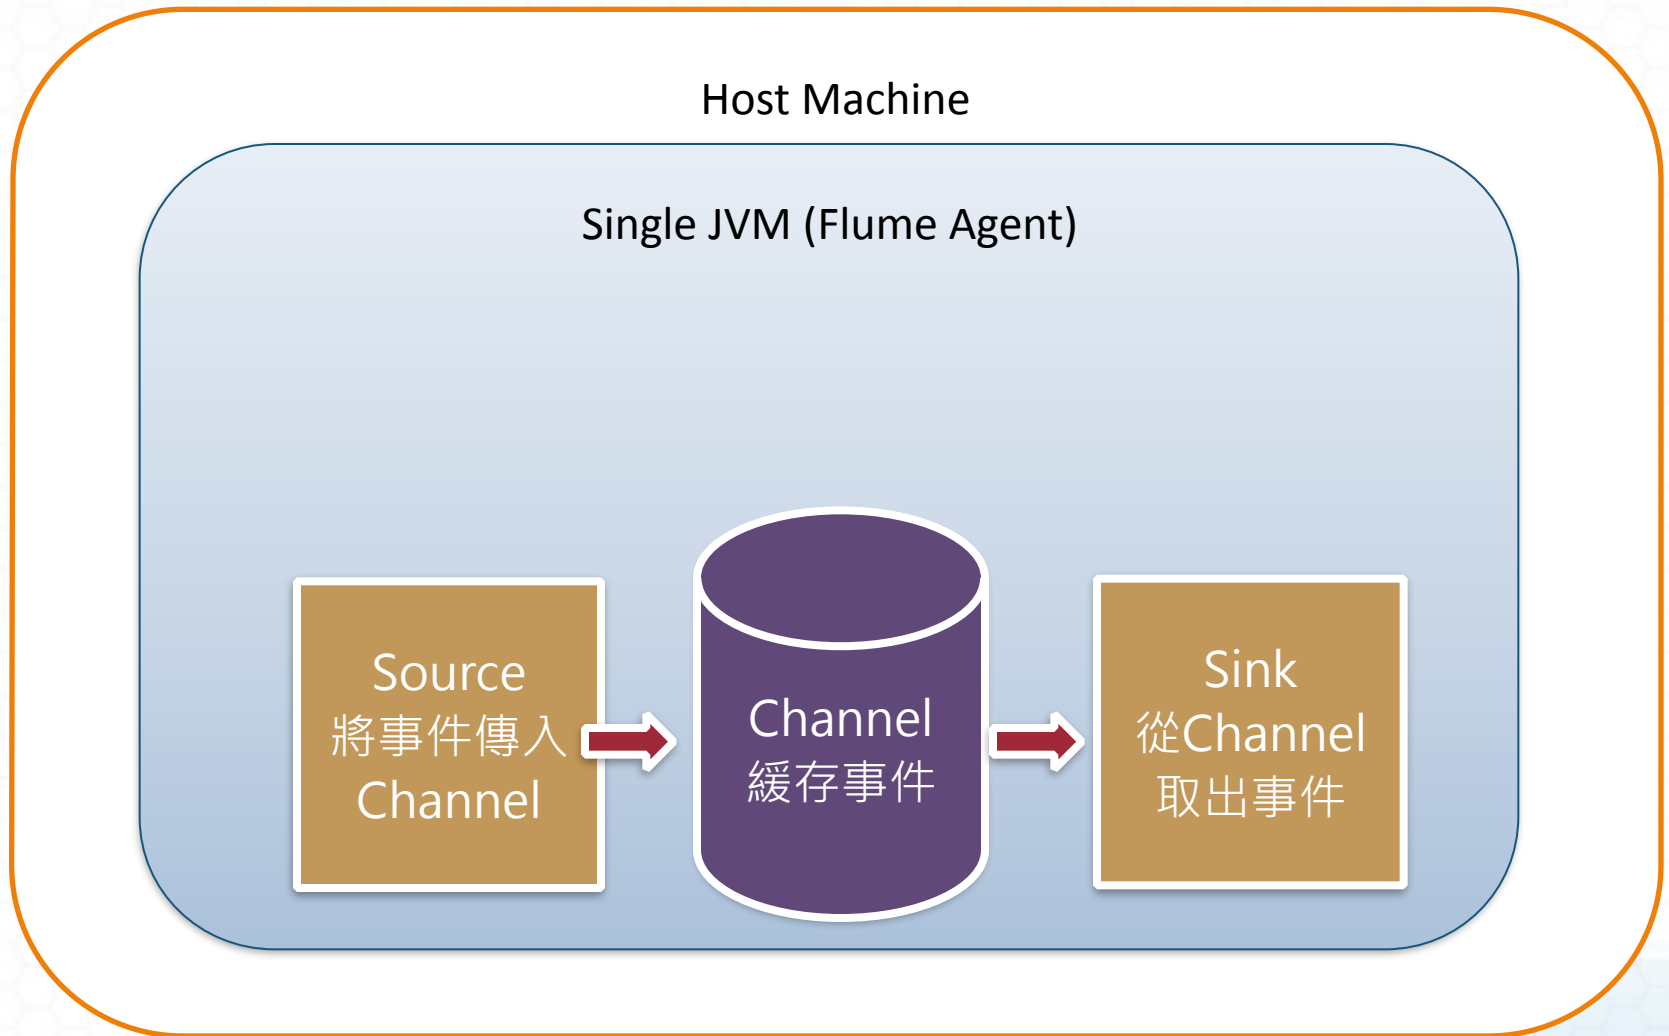 Host Machine
Single JVM (Flume Agent)
Source
將事件傳入
Channel
Channel
緩存事件
Sink
從Channel
取出事件